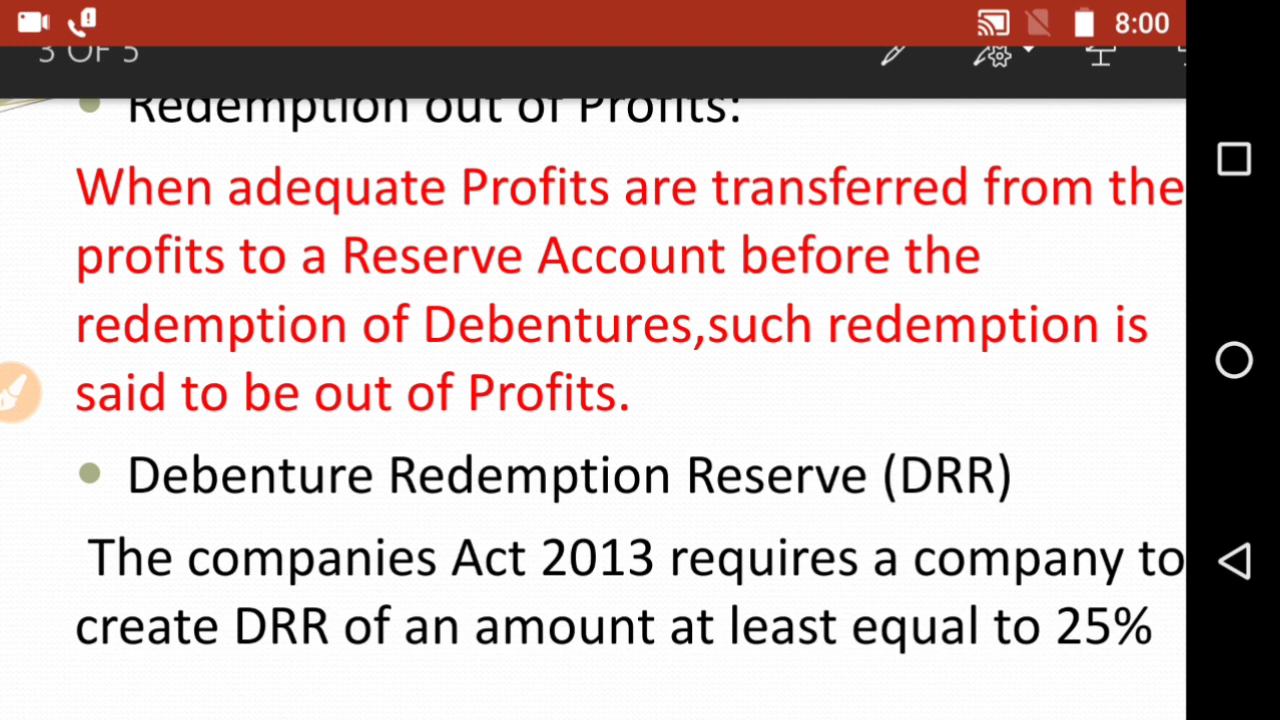 8:00
3 OF 5
Redemption out of Profits:
When adequate Profits are transferred from the
profits to a Reserve Account before the
redemption of Debentures,such redemption is
said to be out of Profits.
Debenture Redemption Reserve (DRR)
The companies Act 2013 requires a company to
create DRR of an amount at least equal to 25%